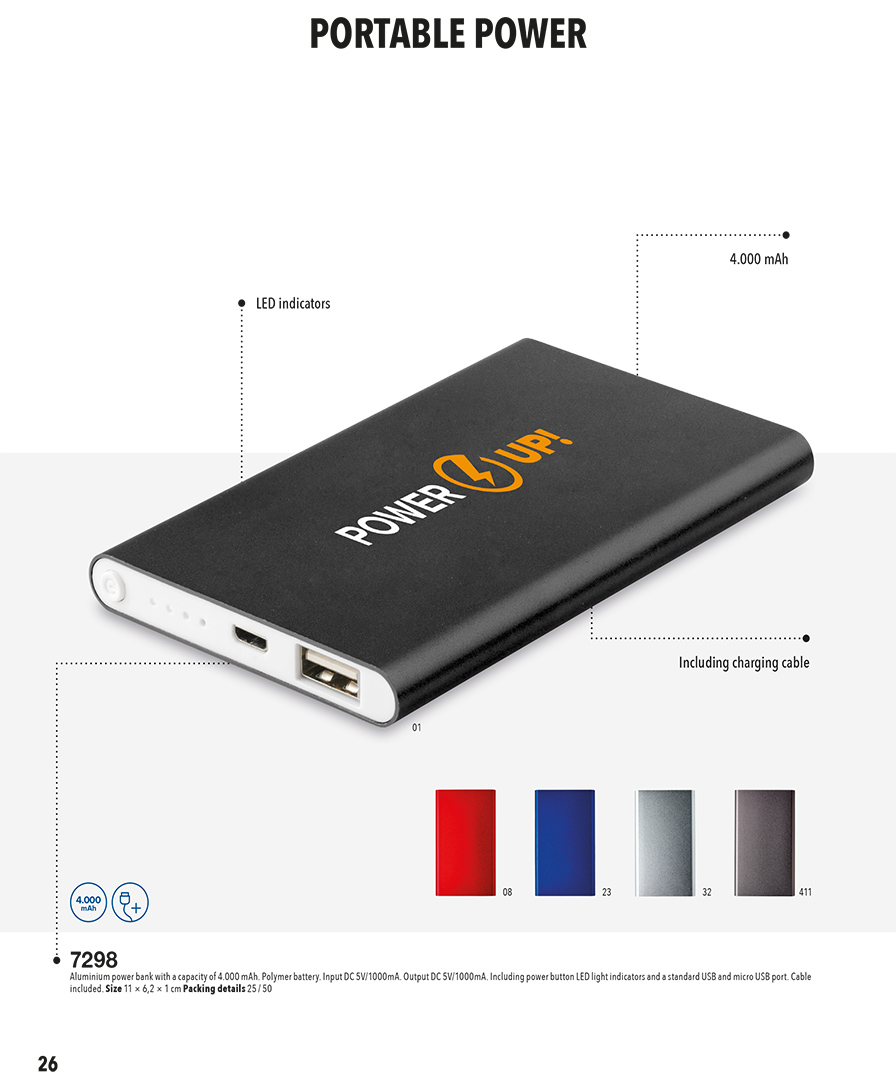 PORTABLE POWER
4.000 mAh
LED indicators
POWER UP!
Including charging cable
01
08
23
32
411
4.000
mAh
7298
Aluminium power bank with a capacity of 4.000 mAh. Polymer battery. Input DC 5V/1000mA. Output DC 5V/1000mA. Including power button LED light indicators and a standard USB and micro USB port. Cable
included. Size 11 × 6,2 × 1 cm Packing details 25 / 50
26